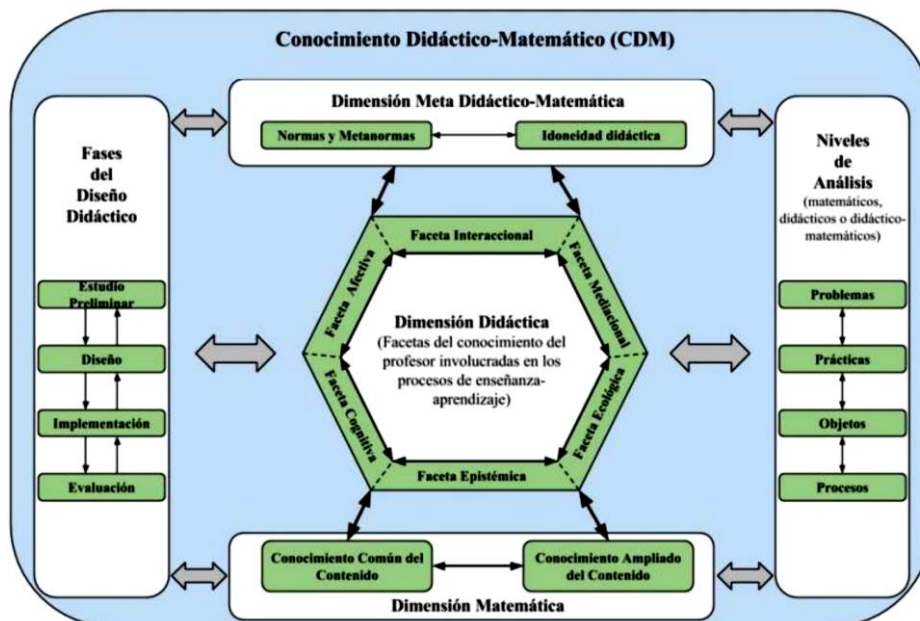 Conocimiento Didáctico-Matemático (CDM)
Dimensión Meta Didáctico-Matemática
Normas y Metanormas
Idoneidad didáctica
Fases
del
Diseño
Didáctico
Estudio
Preliminar
Diseño
Implementación
Evaluación
Faceta Interaccional
Faceta Afectiva
Faceta Mediacional
Dimensión Didáctica
(Facetas del conocimiento del
profesor involucradas en los
procesos de enseñanza-
aprendizaje)
Faceta Cognitiva
Faceta Ecológica
Faceta Epistémica
Niveles
de
Análisis
(matemáticos,
didácticos o didáctico-
matemáticos)
Problemas
Prácticas
Objetos
Procesos
Conocimiento Común del
Contenido
Conocimiento Ampliado
del Contenido
Dimensión Matemática